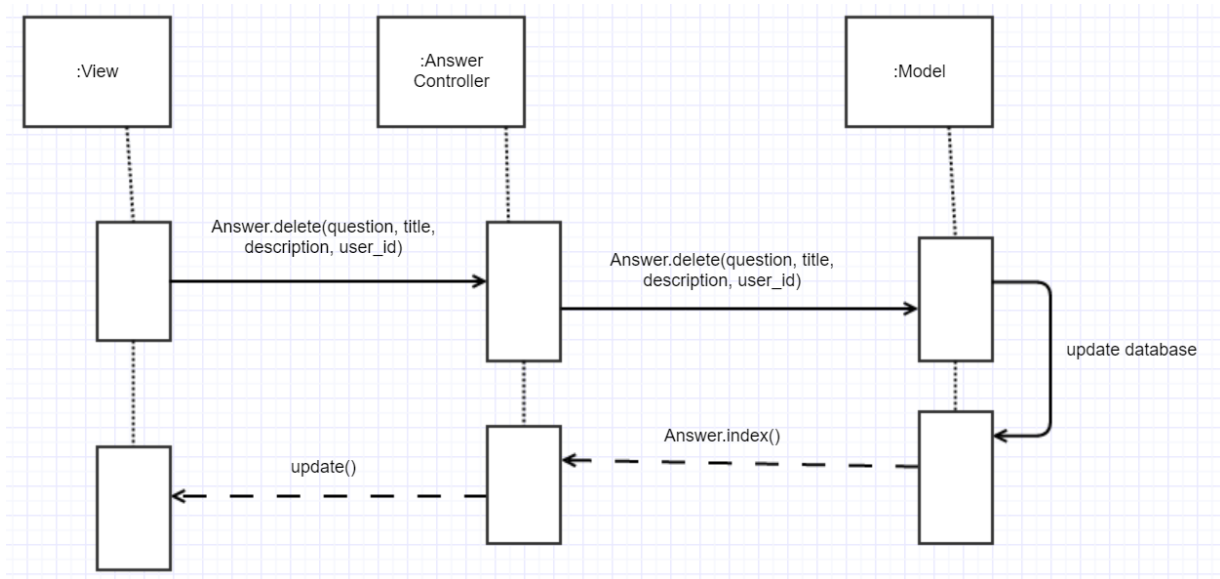 :View
:Answer
Controller
:Model
Answer.delete(question, title,
description, user_id)
Answer.delete(question, title,
description, user_id)
update database
Answer.index()
update()